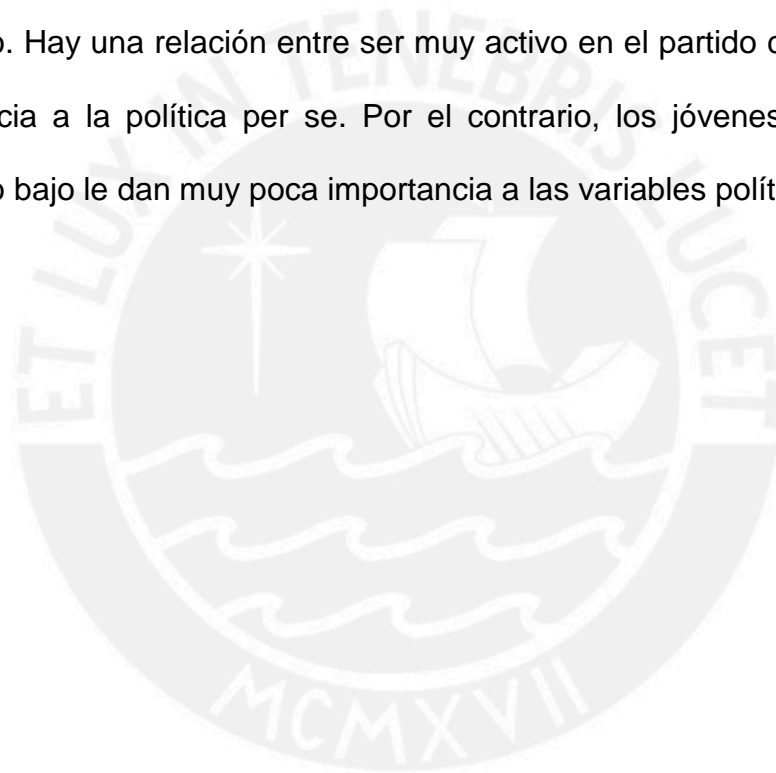 o. Hay una relación entre ser muy activo en el partido
cia a la política per se. Por el contrario, los jóvenes
o bajo le dan muy poca importancia a las variables polít
ET LUX IN TENEBRIS LUCET
MCMXVII